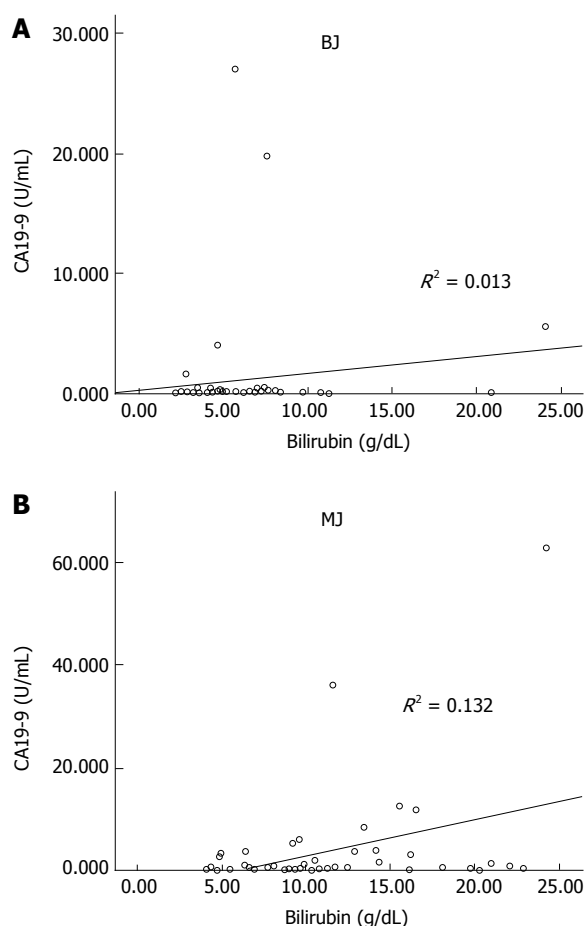 A
BJ
30.000
20.000
10.000
0.000
CA19-9 (U/mL)
R² = 0.013
0.00 5.00 10.00 15.00 20.00 25.00
Bilirubin (g/dL)
B
MJ
60.000
40.000
20.000
0.000
CA19-9 (U/mL)
R² = 0.132
0.00 5.00 10.00 15.00 20.00 25.00
Bilirubin (g/dL)